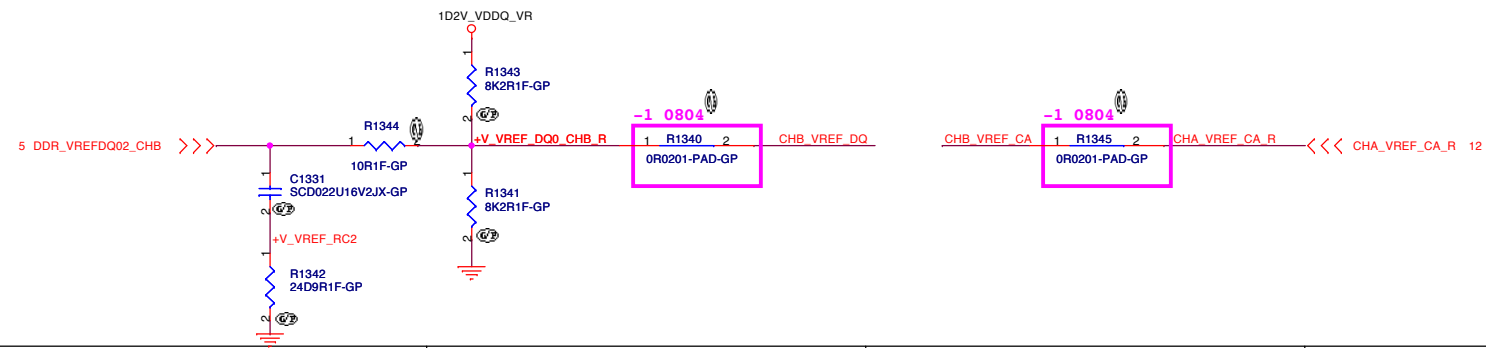 1D2V_VDDQ_VR
1
R1343
8K2R1F-GP
2
G/P
-1 0804
-1 0804
5 DDR_VREFDQ02_CHB
1
R1344
2
10R1F-GP
+V_VREF_DQ0_CHB_R
1
R1340
2
0R0201-PAD-GP
CHB_VREF_DQ
CHB_VREF_CA
1
R1345
2
0R0201-PAD-GP
CHA_VREF_CA_R
CHA_VREF_CA_R 12
1
C1331
SCD022U16V2JX-GP
2
G/P
1
R1341
8K2R1F-GP
2
G/P
+V_VREF_RC2
1
R1342
24D9R1F-GP
2
G/P